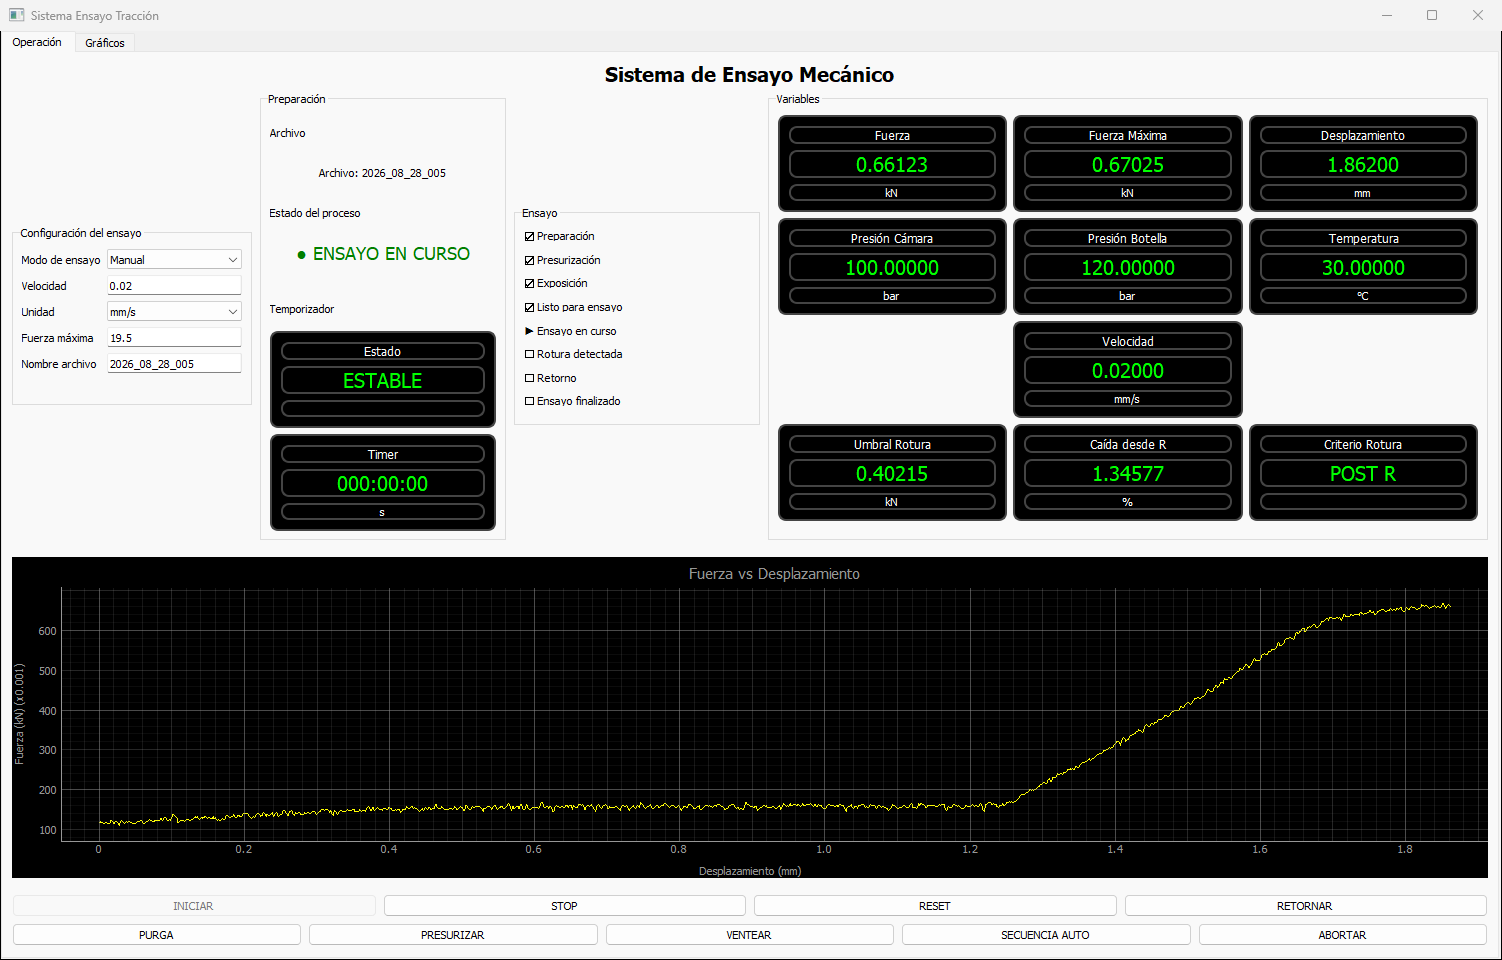 Sistema Ensayo Tracción
Operación
Gráficos
Sistema de Ensayo Mecánico
Configuración del ensayo
Modo de ensayo Manual
Velocidad 0.02
Unidad mm/s
Fuerza máxima 19.5
Nombre archivo 2026_08_28_005
Preparación
Archivo
Archivo: 2026_08_28_005
Estado del proceso
● ENSAYO EN CURSO
Temporizador
Estado
ESTABLE
Timer
000:00:00
s
Ensayo
Preparación
Presurización
Exposición
Listo para ensayo
Ensayo en curso
Rotura detectada
Retorno
Ensayo finalizado
Variables
Fuerza
0.66123
kN
Fuerza Máxima
0.67025
kN
Desplazamiento
1.86200
mm
Presión Cámara
100.00000
bar
Presión Botella
120.00000
bar
Temperatura
30.00000
°C
Velocidad
0.02000
mm/s
Umbral Rotura
0.40215
kN
Caída desde R
1.34577
%
Criterio Rotura
POST R
Fuerza vs Desplazamiento
Fuerza (kN) (x0.001)
600
500
400
300
200
100
0 0.2 0.4 0.6 0.8 1.0 1.2 1.4 1.6 1.8
Desplazamiento (mm)
INICIAR STOP RESET RETORNAR
PURGA PRESURIZAR VENTEAR SECUENCIA AUTO ABORTAR